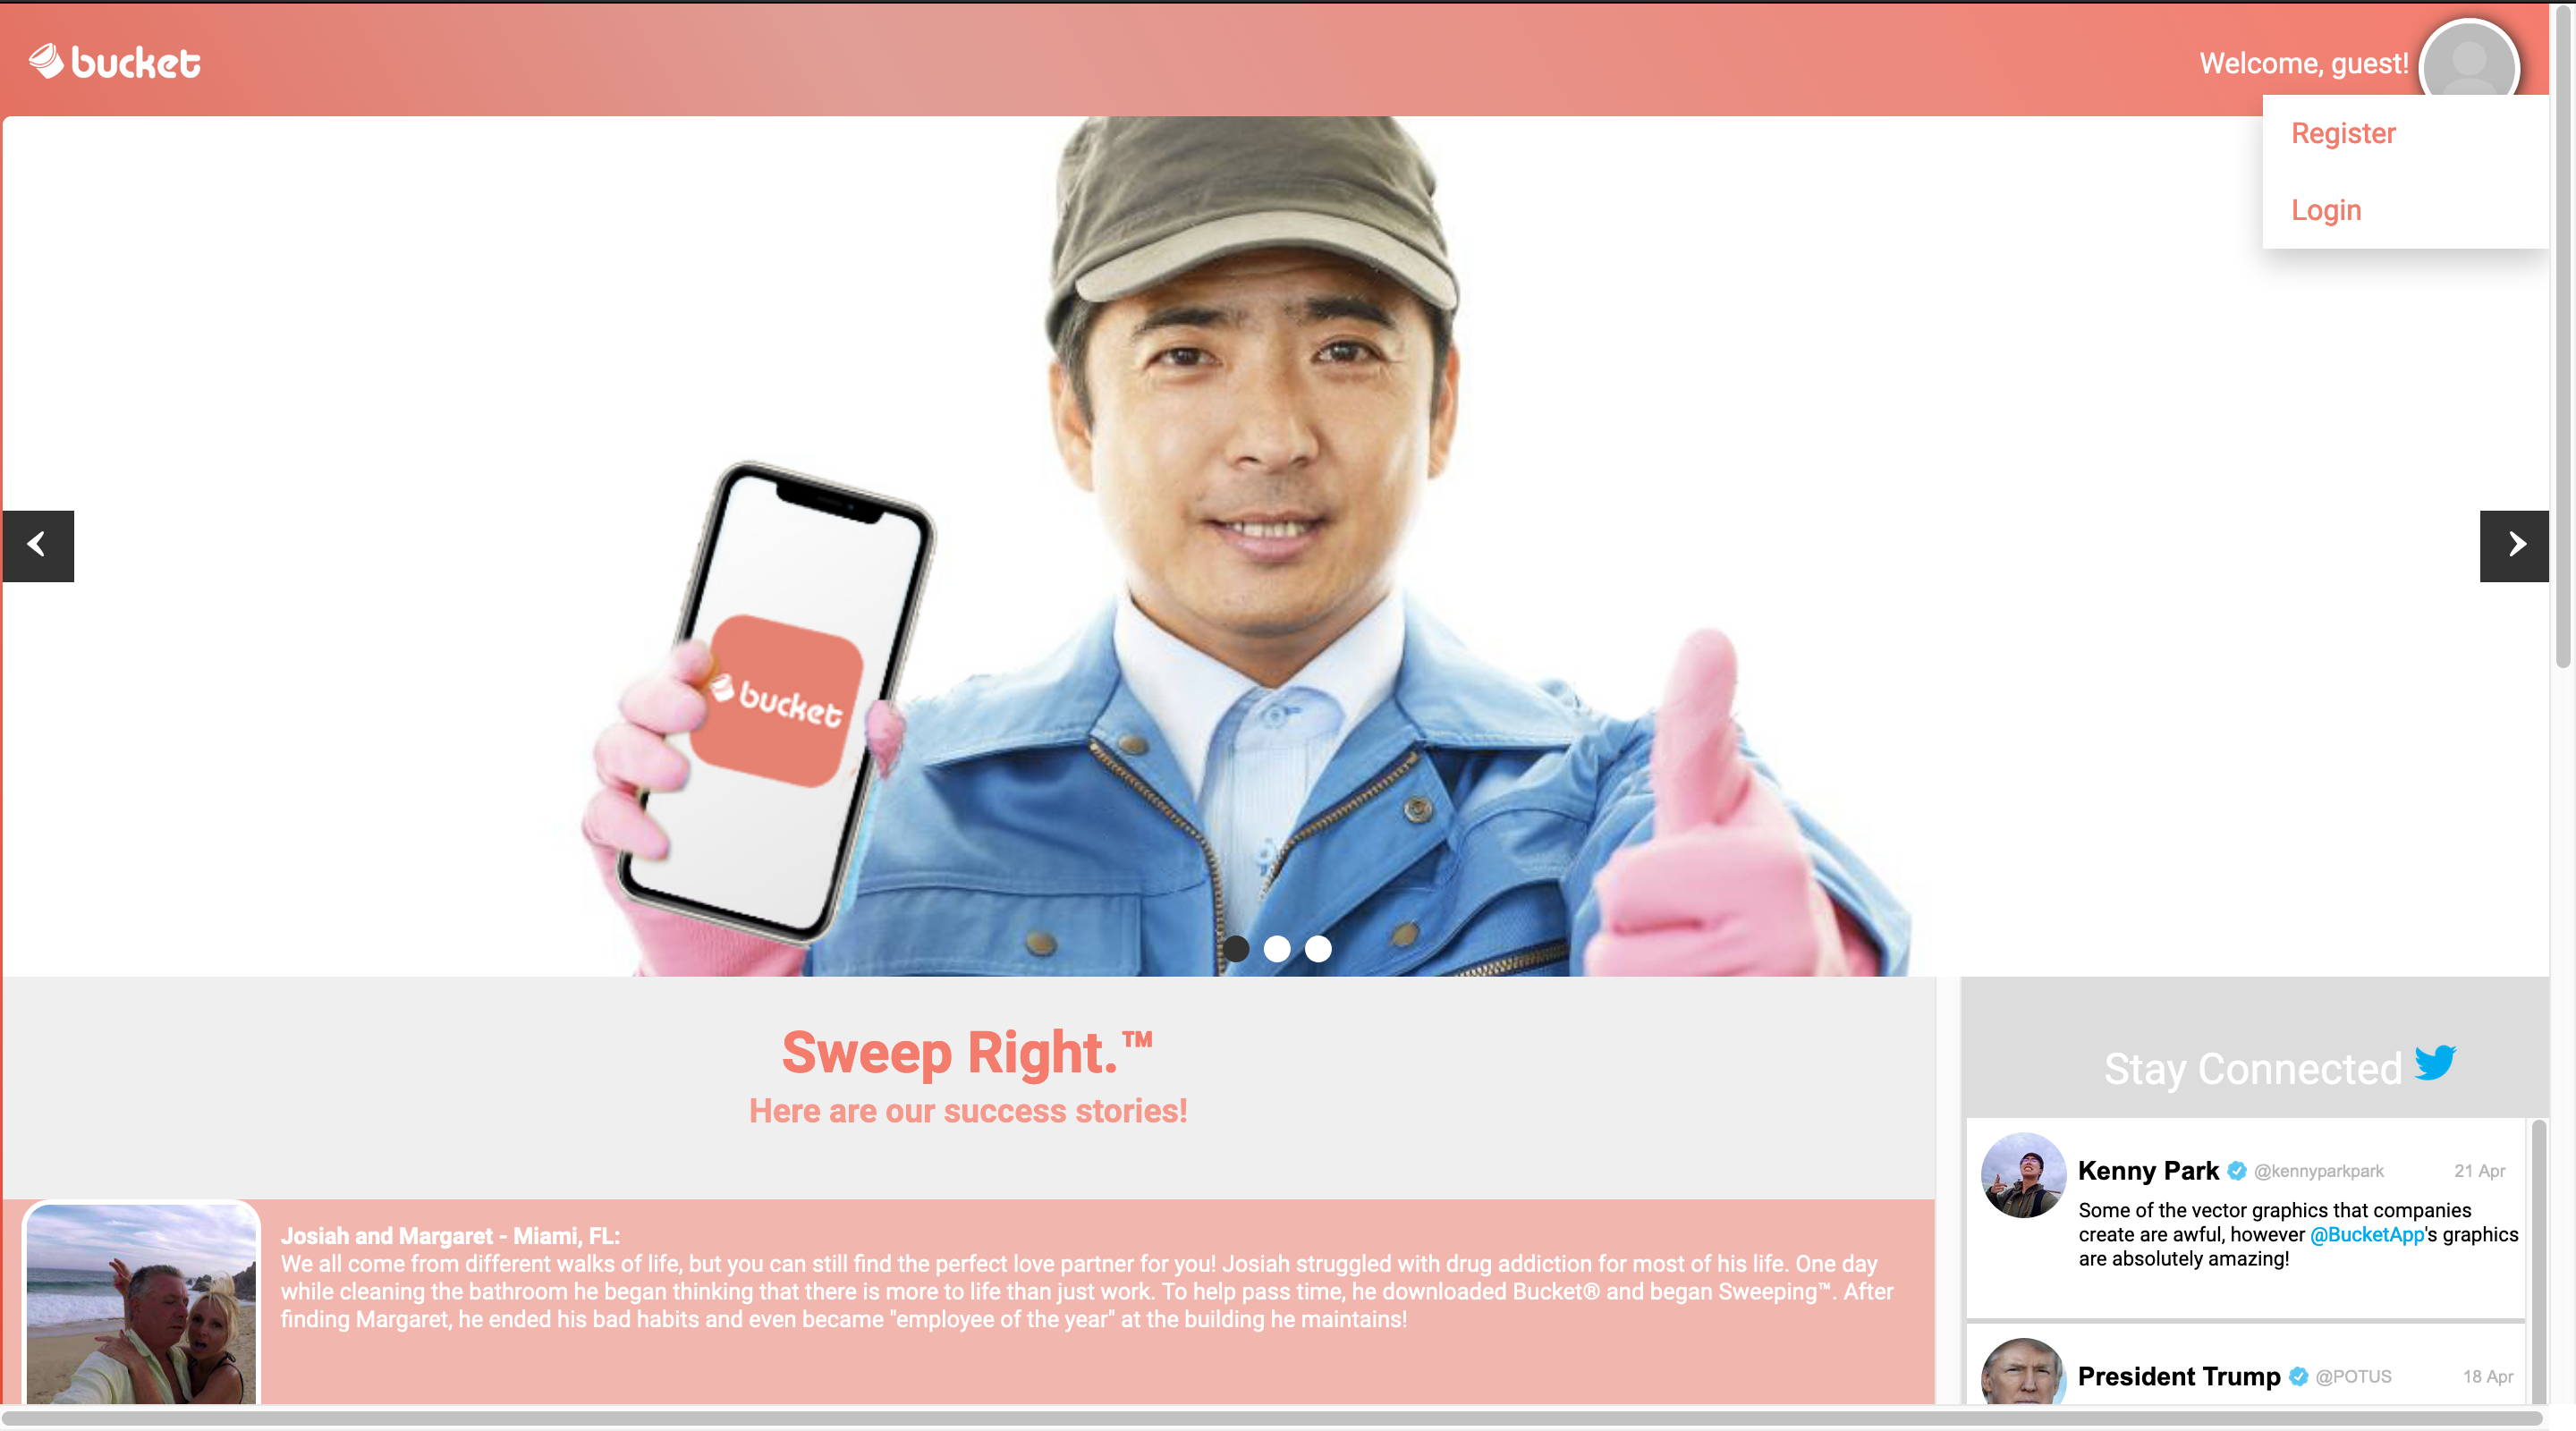 bucket
Welcome, guest!
Register
Login
bucket
Sweep Right.™
Here are our success stories!
Josiah and Margaret - Miami, FL:
We all come from different walks of life, but you can still find the perfect love partner for you! Josiah struggled with drug addiction for most of his life. One day
while cleaning the bathroom he began thinking that there is more to life than just work. To help pass time, he downloaded Bucket® and began Sweeping™. After
finding Margaret, he ended his bad habits and even became "employee of the year" at the building he maintains!
Stay Connected
Kenny Park @kennyparkpark 21 Apr
Some of the vector graphics that companies
create are awful, however @BucketApp's graphics
are absolutely amazing!
President Trump @POTUS 18 Apr